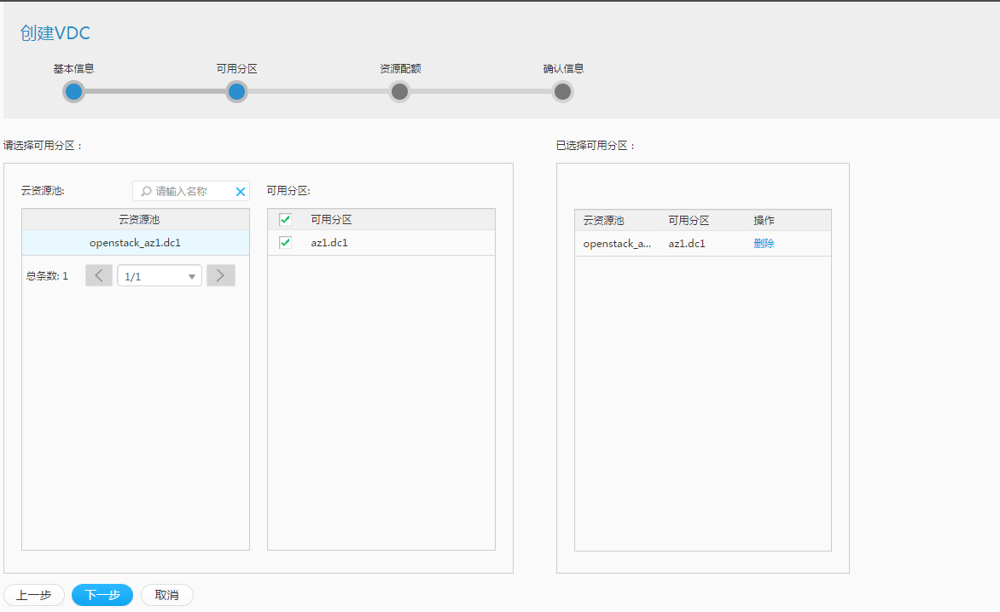 创建VDC
基本信息 可用分区 资源配额 确认信息
请选择可用分区：
已选择可用分区：
云资源池: 请输入名称 可用分区:
云资源池
可用分区
openstack_az1.dc1
az1.dc1
总条数: 1 1/1
云资源池 可用分区 操作
openstack_a... az1.dc1 删除
上一步 下一步 取消